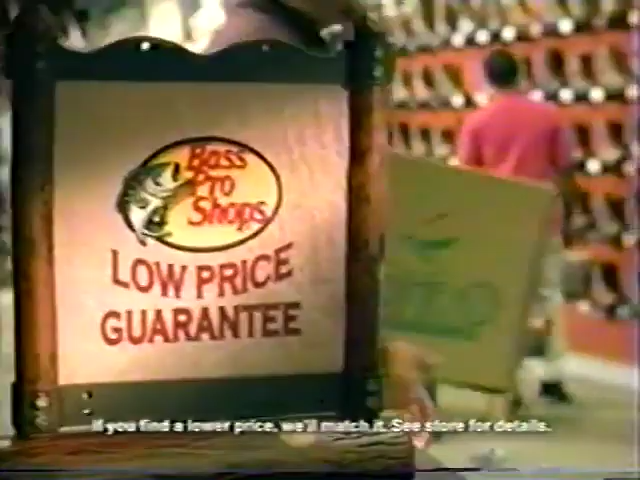 Bass
Pro
Shops
LOW PRICE
GUARANTEE
If you find a lower price, we'll match it. See store for details.